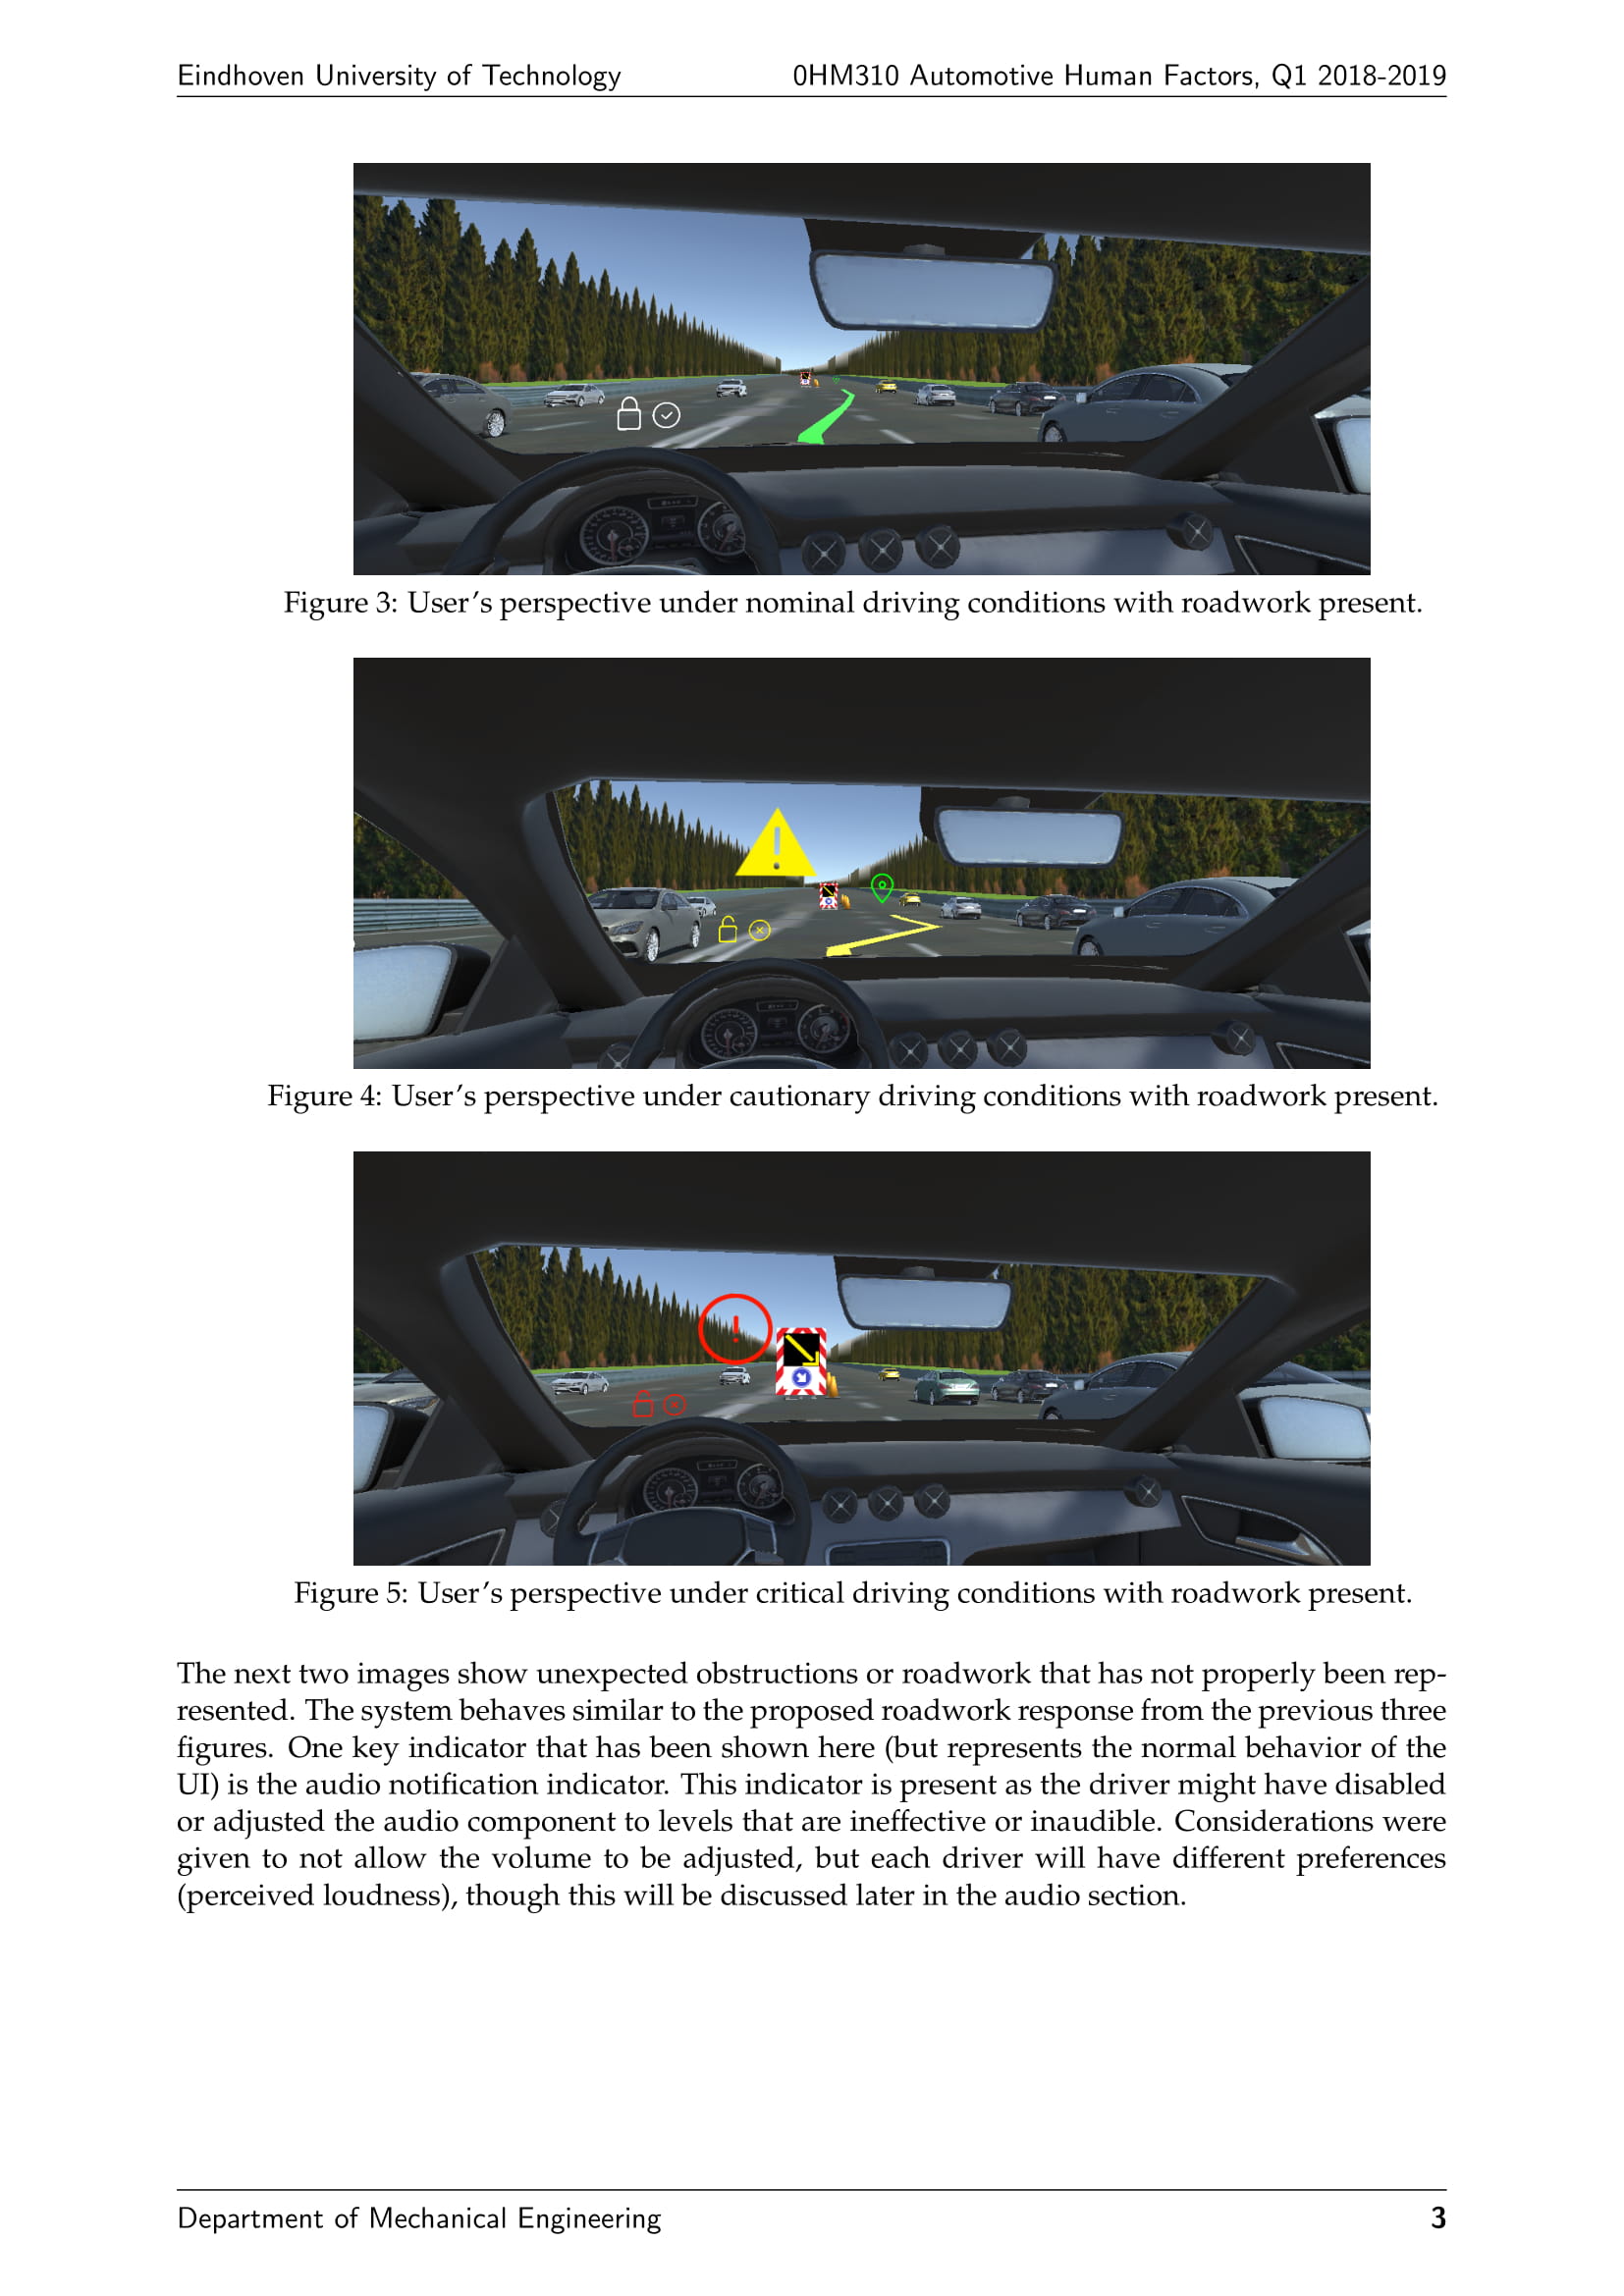 Eindhoven University of Technology 0HM310 Automotive Human Factors, Q1 2018-2019
Figure 3: User's perspective under nominal driving conditions with roadwork present.
Figure 4: User's perspective under cautionary driving conditions with roadwork present.
Figure 5: User's perspective under critical driving conditions with roadwork present.
The next two images show unexpected obstructions or roadwork that has not properly been rep-
resented. The system behaves similar to the proposed roadwork response from the previous three
figures. One key indicator that has been shown here (but represents the normal behavior of the
UI) is the audio notification indicator. This indicator is present as the driver might have disabled
or adjusted the audio component to levels that are ineffective or inaudible. Considerations were
given to not allow the volume to be adjusted, but each driver will have different preferences
(perceived loudness), though this will be discussed later in the audio section.
Department of Mechanical Engineering 3